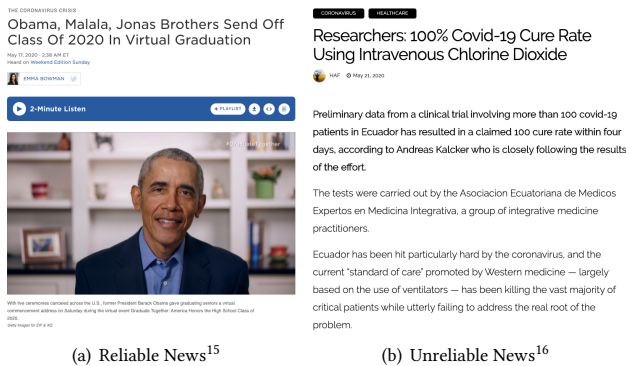 THE CORONAVIRUS CRISIS
Obama, Malala, Jonas Brothers Send Off
Class Of 2020 In Virtual Graduation
May 17, 2020 · 2:38 AM ET
Heard on Weekend Edition Sunday
EMMA BOWMAN
2-Minute Listen
+ PLAYLIST
With live ceremonies canceled across the U.S., former President Barack Obama gave graduating seniors a virtual
commencement address on Saturday during the virtual event Graduate Together: America Honors the High School Class of
2020.
(a) Reliable News15
CORONAVIRUS
HEALTHCARE
Researchers: 100% Covid-19 Cure Rate
Using Intravenous Chlorine Dioxide
HAF
May 21, 2020
Preliminary data from a clinical trial involving more than 100 covid-19
patients in Ecuador has resulted in a claimed 100 cure rate within four
days, according to Andreas Kalcker who is closely following the results
of the effort.
The tests were carried out by the Asociacion Ecuatoriana de Medicos
Expertos en Medicina Integrativa, a group of integrative medicine
practitioners.
Ecuador has been hit particularly hard by the coronavirus, and the
current “standard of care” promoted by Western medicine — largely
based on the use of ventilators — has been killing the vast majority of
critical patients while utterly failing to address the real root of the
problem.
(b) Unreliable News16